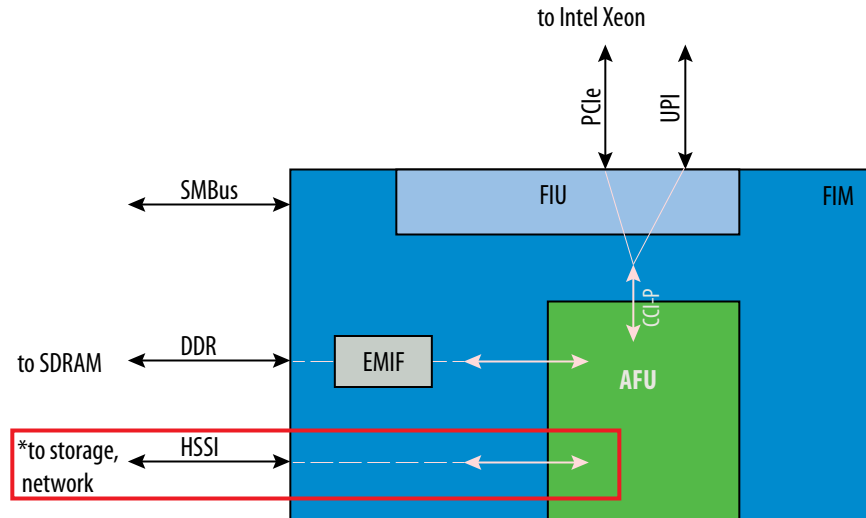 to Intel Xeon
PCIe
UPI
SMBus
FIU
FIM
CCI-P
to SDRAM
DDR
EMIF
AFU
*to storage,
network
HSSI